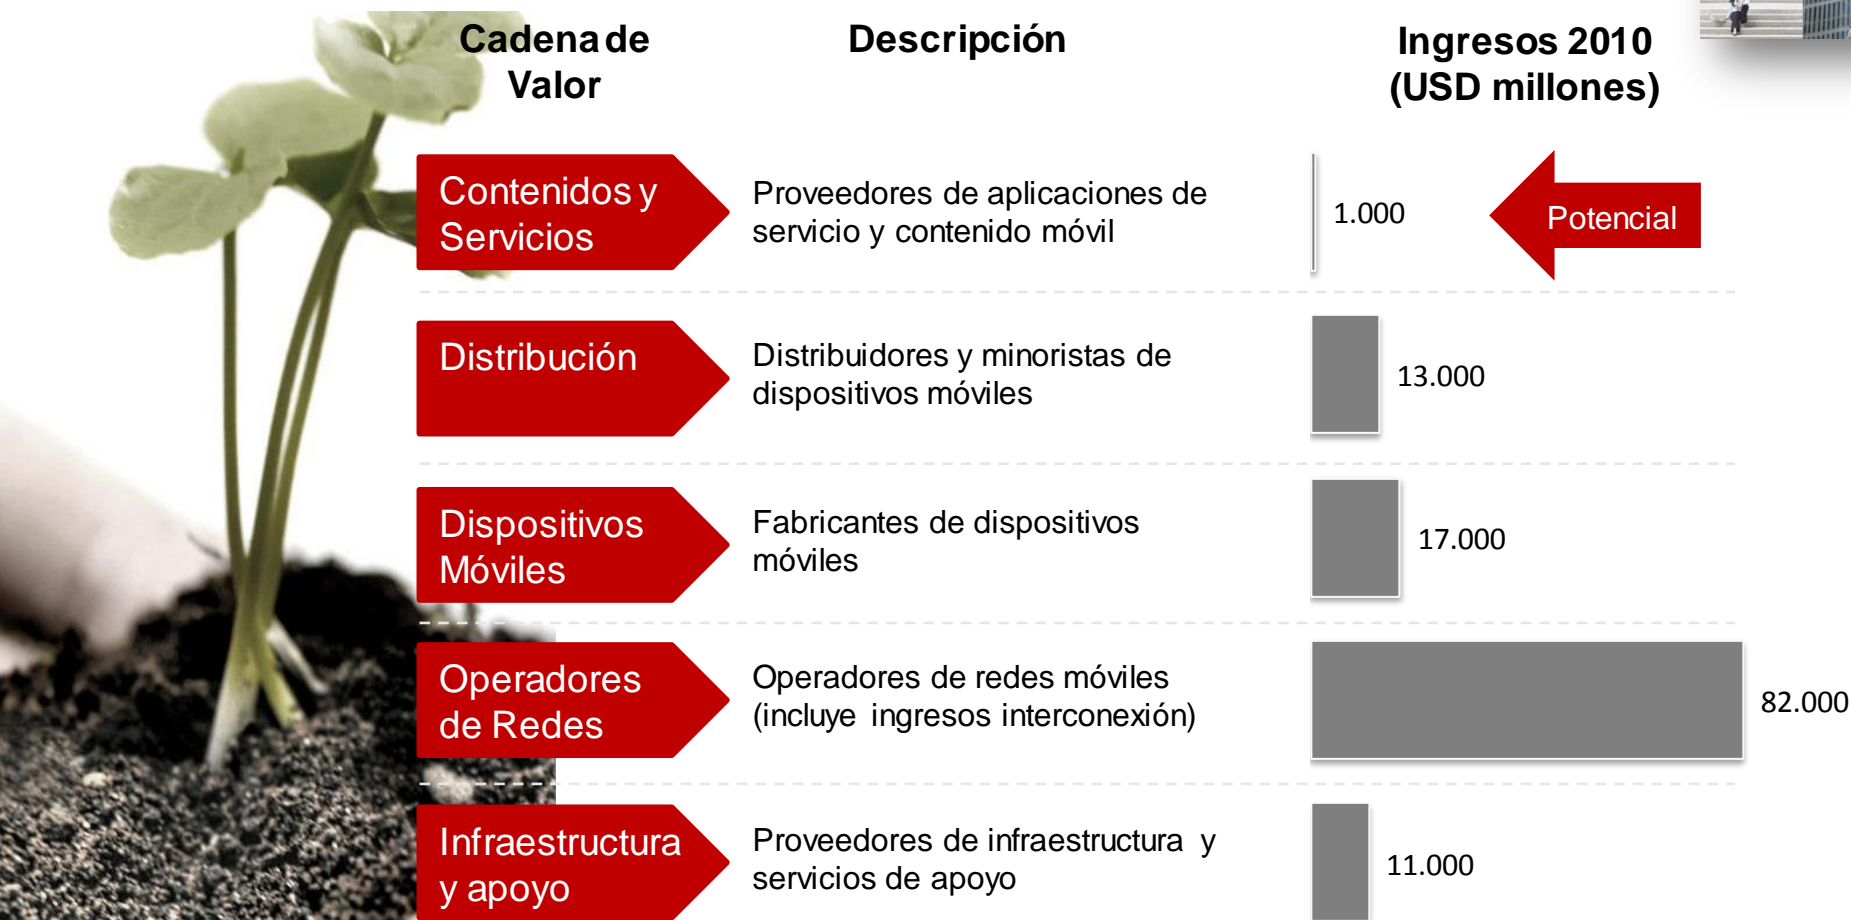 Cadena de
Valor
Descripción
Ingresos 2010
(USD millones)
Contenidos y
Servicios
Proveedores de aplicaciones de
servicio y contenido móvil
1.000
Potencial
Distribución
Distribuidores y minoristas de
dispositivos móviles
13.000
Dispositivos
Móviles
Fabricantes de dispositivos
móviles
17.000
Operadores
de Redes
Operadores de redes móviles
(incluye ingresos interconexión)
82.000
Infraestructura
y apoyo
Proveedores de infraestructura y
servicios de apoyo
11.000